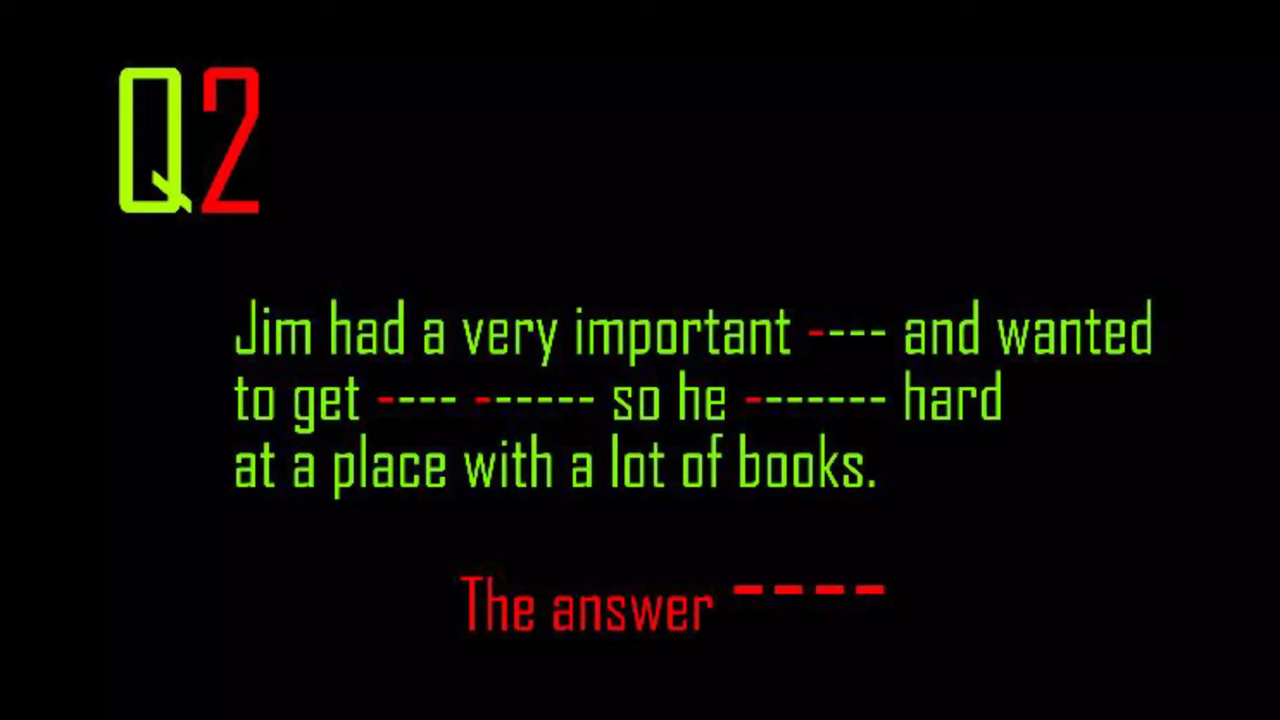 Q2
Jim had a very important ---- and wanted
to get ---- ------ so he ------- hard
at a place with a lot of books.
The answer ----